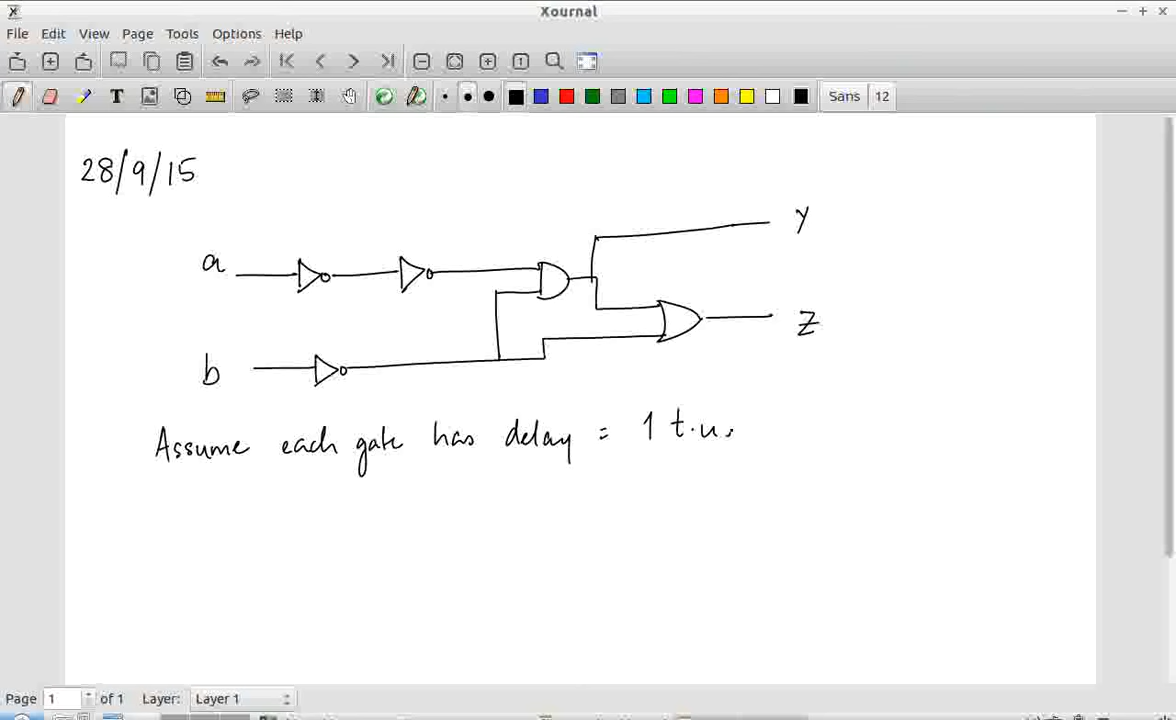 Xournal
File Edit View Page Tools Options Help
Sans 12
28/9/15
a
y
b
z
Assume each gate has delay = 1 t.u.
Page 1 of 1 Layer: Layer 1